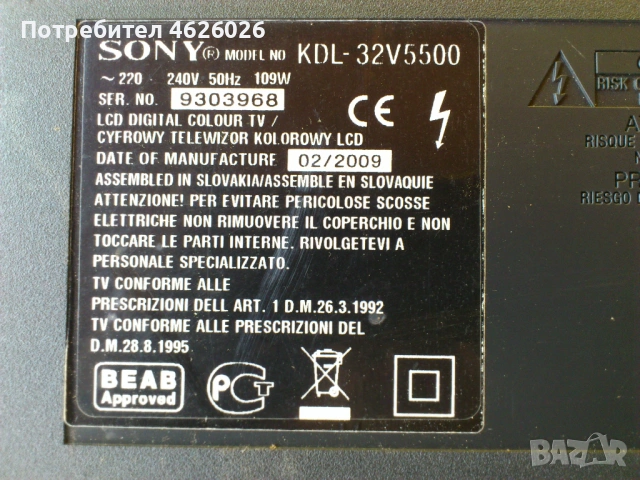 Потребител 4626026
SONY® MODEL NO KDL-32V5500
~ 220 - 240V 50Hz 109W
SER. NO. 9303968
LCD DIGITAL COLOUR TV /
CYFROWY TELEWIZOR KOLOROWY LCD
DATE OF MANUFACTURE 02/2009
ASSEMBLED IN SLOVAKIA/ASSEMBLE EN SLOVAQUIE
ATTENZIONE! PER EVITARE PERICOLOSE SCOSSE
ELETTRICHE NON RIMUOVERE IL COPERCHIO E NON
TOCCARE LE PARTI INTERNE. RIVOLGETEVI A
PERSONALE SPECIALIZZATO.
TV CONFORME ALLE
PRESCRIZIONI DELL ART. 1 D.M.26.3.1992
TV CONFORME ALLE PRESCRIZIONI DEL
D.M.28.8.1995
CE
BEAB
Approved
RISK O
RISQUE
PR
RIESGO
BAZAR